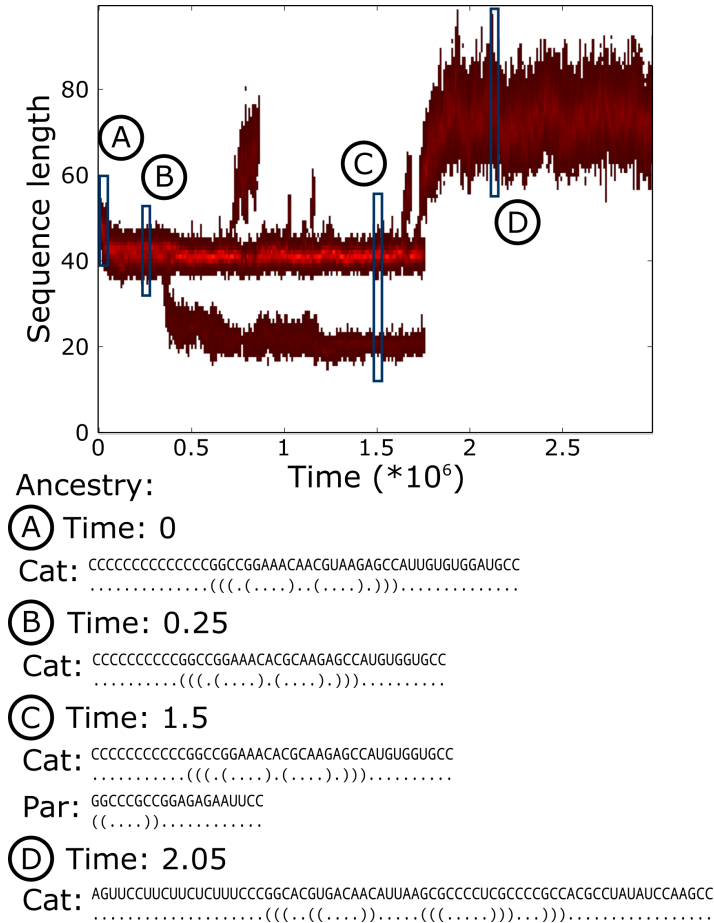 80
60
40
20
0
Sequence length
A
B
C
D
0 0.5 1 1.5 2 2.5
Time (*10⁶)
Ancestry:
A Time: 0
Cat: CCCCCCCCCCCCCCGGCCGGAAACAACGUAAGAGCCAUUGUGUGGAUGCC
..............(((.(....)..(....).)))..............
B Time: 0.25
Cat: CCCCCCCCCCGGCCGGAAACACGCAAGAGCCAUGUGGUGCC
..........(((.(....).(....).)))..........
C Time: 1.5
Cat: CCCCCCCCCCCGGCCGGAAACACGCAAGAGCCAUGUGGUGCC
...........(((.(....).(....).)))..........
Par: GGCCCGCCGGAGAGAAUUCC
((....))............
D Time: 2.05
Cat: AGUUCCUUCUUCUCUUUCCCGGCACGUGACAACAUUAAGCGCCCCUCGCCCCGCCACGCCUAUAUCCAAGCC
....................(((..((....)).....(((.....)))...))).................